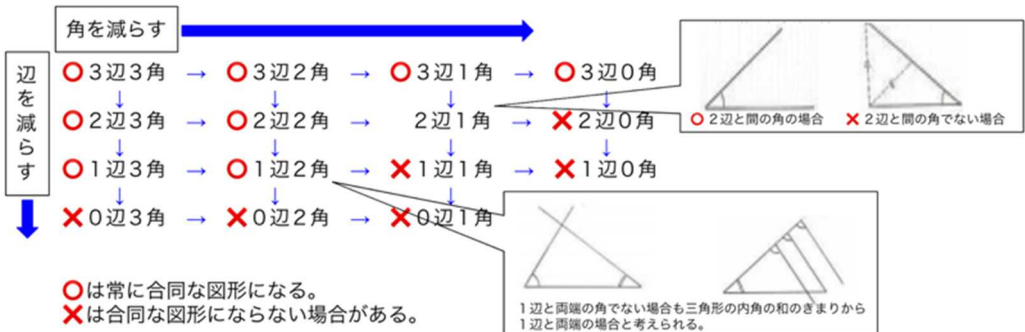 角を減らす
辺を減らす
○3辺3角 → ○3辺2角 → ○3辺1角 → ○3辺0角
↓ ↓ ↓ ↓
○2辺3角 → ○2辺2角 → 2辺1角 → ×2辺0角
↓ ↓ ↓ ↓
○1辺3角 → ○1辺2角 → ×1辺1角 → ×1辺0角
↓ ↓ ↓
×0辺3角 → ×0辺2角 → ×0辺1角
○2辺と間の角の場合 ×2辺と間の角でない場合
1辺と両端の角でない場合も三角形の内角の和のきまりから
1辺と両端の場合と考えられる。
○は常に合同な図形になる。
×は合同な図形にならない場合がある。